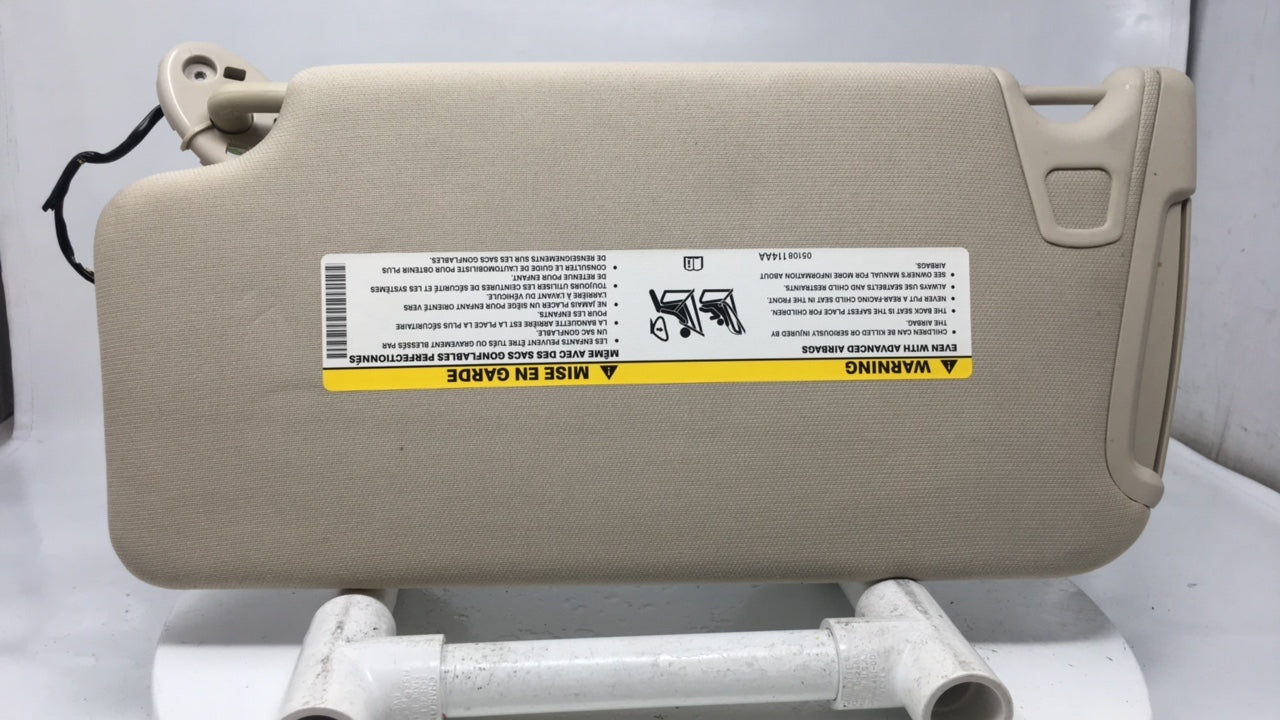 WARNING
EVEN WITH ADVANCED AIRBAGS
• CHILDREN CAN BE KILLED OR SERIOUSLY INJURED BY
THE AIRBAG.
• THE BACK SEAT IS THE SAFEST PLACE FOR CHILDREN.
• NEVER PUT A REAR-FACING CHILD SEAT IN THE FRONT.
• ALWAYS USE SEATBELTS AND CHILD RESTRAINTS.
• SEE OWNER'S MANUAL FOR MORE INFORMATION ABOUT
AIRBAGS.
05108114AA
MISE EN GARDE
MÊME AVEC DES SACS GONFLABLES PERFECTIONNÉS
• LES ENFANTS PEUVENT ÊTRE TUÉS OU GRAVEMENT BLESSÉS PAR
UN SAC GONFLABLE.
• LA BANQUETTE ARRIÈRE EST LA PLACE LA PLUS SÉCURITAIRE
POUR LES ENFANTS.
• NE JAMAIS PLACER UN SIÈGE POUR ENFANT ORIENTÉ VERS
L'ARRIÈRE À L'AVANT DU VÉHICULE.
• TOUJOURS UTILISER LES CEINTURES DE SÉCURITÉ ET LES SYSTÈMES
DE RETENUE POUR ENFANT.
• CONSULTER LE GUIDE DE L'AUTOMOBILISTE POUR OBTENIR PLUS
DE RENSEIGNEMENTS SUR LES SACS GONFLABLES.